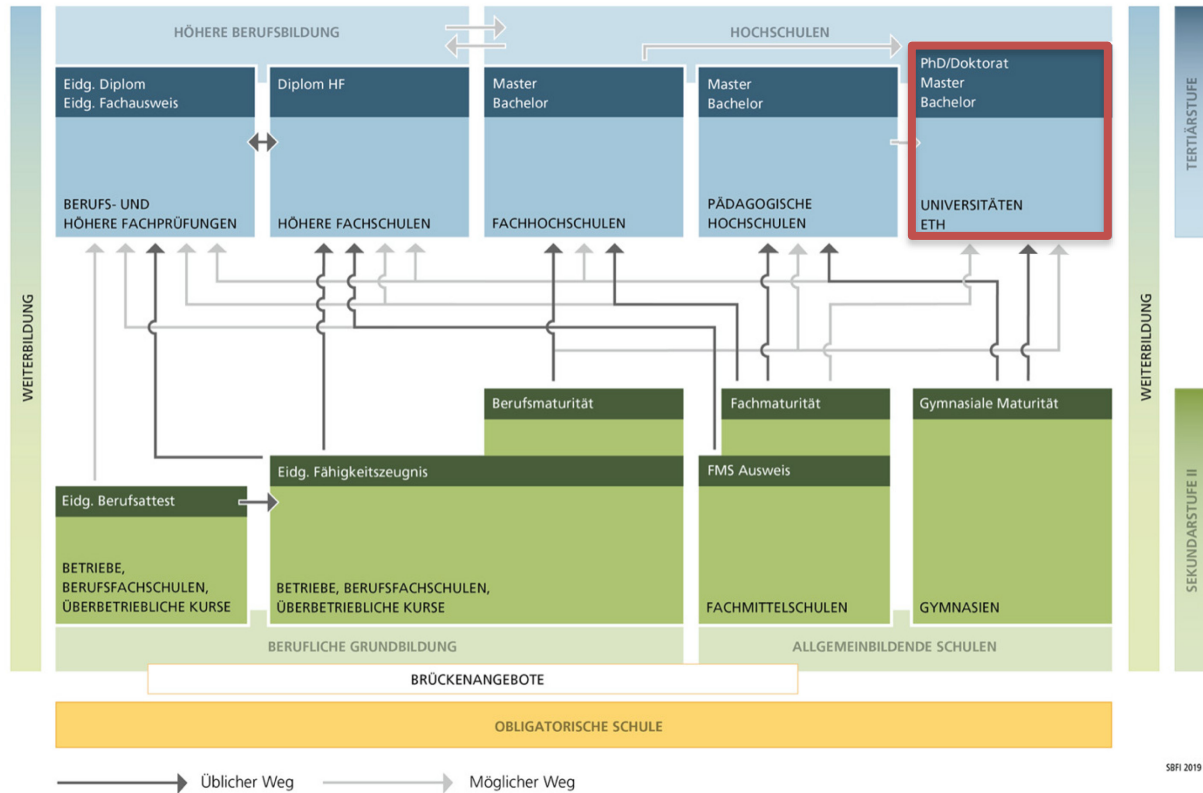 HÖHERE BERUFSBILDUNG
HOCHSCHULEN
Eidg. Diplom
Eidg. Fachausweis
BERUFS- UND
HÖHERE FACHPRÜFUNGEN
Diplom HF
HÖHERE FACHSCHULEN
Master
Bachelor
FACHHOCHSCHULEN
Master
Bachelor
PÄDAGOGISCHE
HOCHSCHULEN
PhD/Doktorat
Master
Bachelor
UNIVERSITÄTEN
ETH
TERTIÄRSTUFE
WEITERBILDUNG
WEITERBILDUNG
Berufsmaturität
Fachmaturität
Gymnasiale Maturität
Eidg. Fähigkeitszeugnis
FMS Ausweis
Eidg. Berufsattest
BETRIEBE,
BERUFSFACHSCHULEN,
ÜBERBETRIEBLICHE KURSE
BETRIEBE, BERUFSFACHSCHULEN,
ÜBERBETRIEBLICHE KURSE
FACHMITTELSCHULEN
GYMNASIEN
SEKUNDARSTUFE II
BERUFLICHE GRUNDBILDUNG
ALLGEMEINBILDENDE SCHULEN
BRÜCKENANGEBOTE
OBLIGATORISCHE SCHULE
Üblicher Weg
Möglicher Weg
SBFI 2019